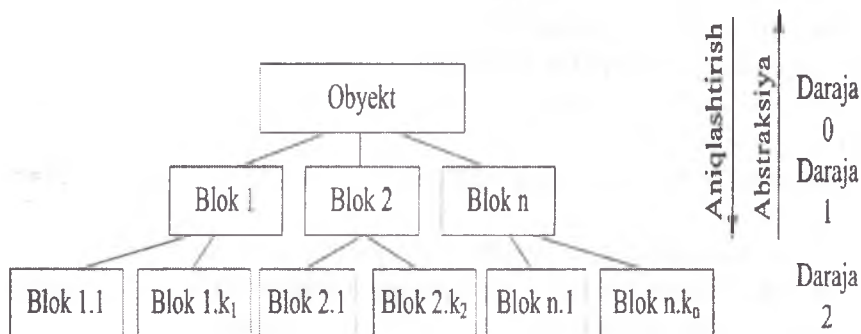 Obyekt
Blok 1
Blok 2
Blok n
Blok 1.1
Blok 1.k₁
Blok 2.1
Blok 2.k₂
Blok n.1
Blok n.kₙ
Aniqlashtirish
Abstraksiya
Daraja
0
Daraja
1
Daraja
2